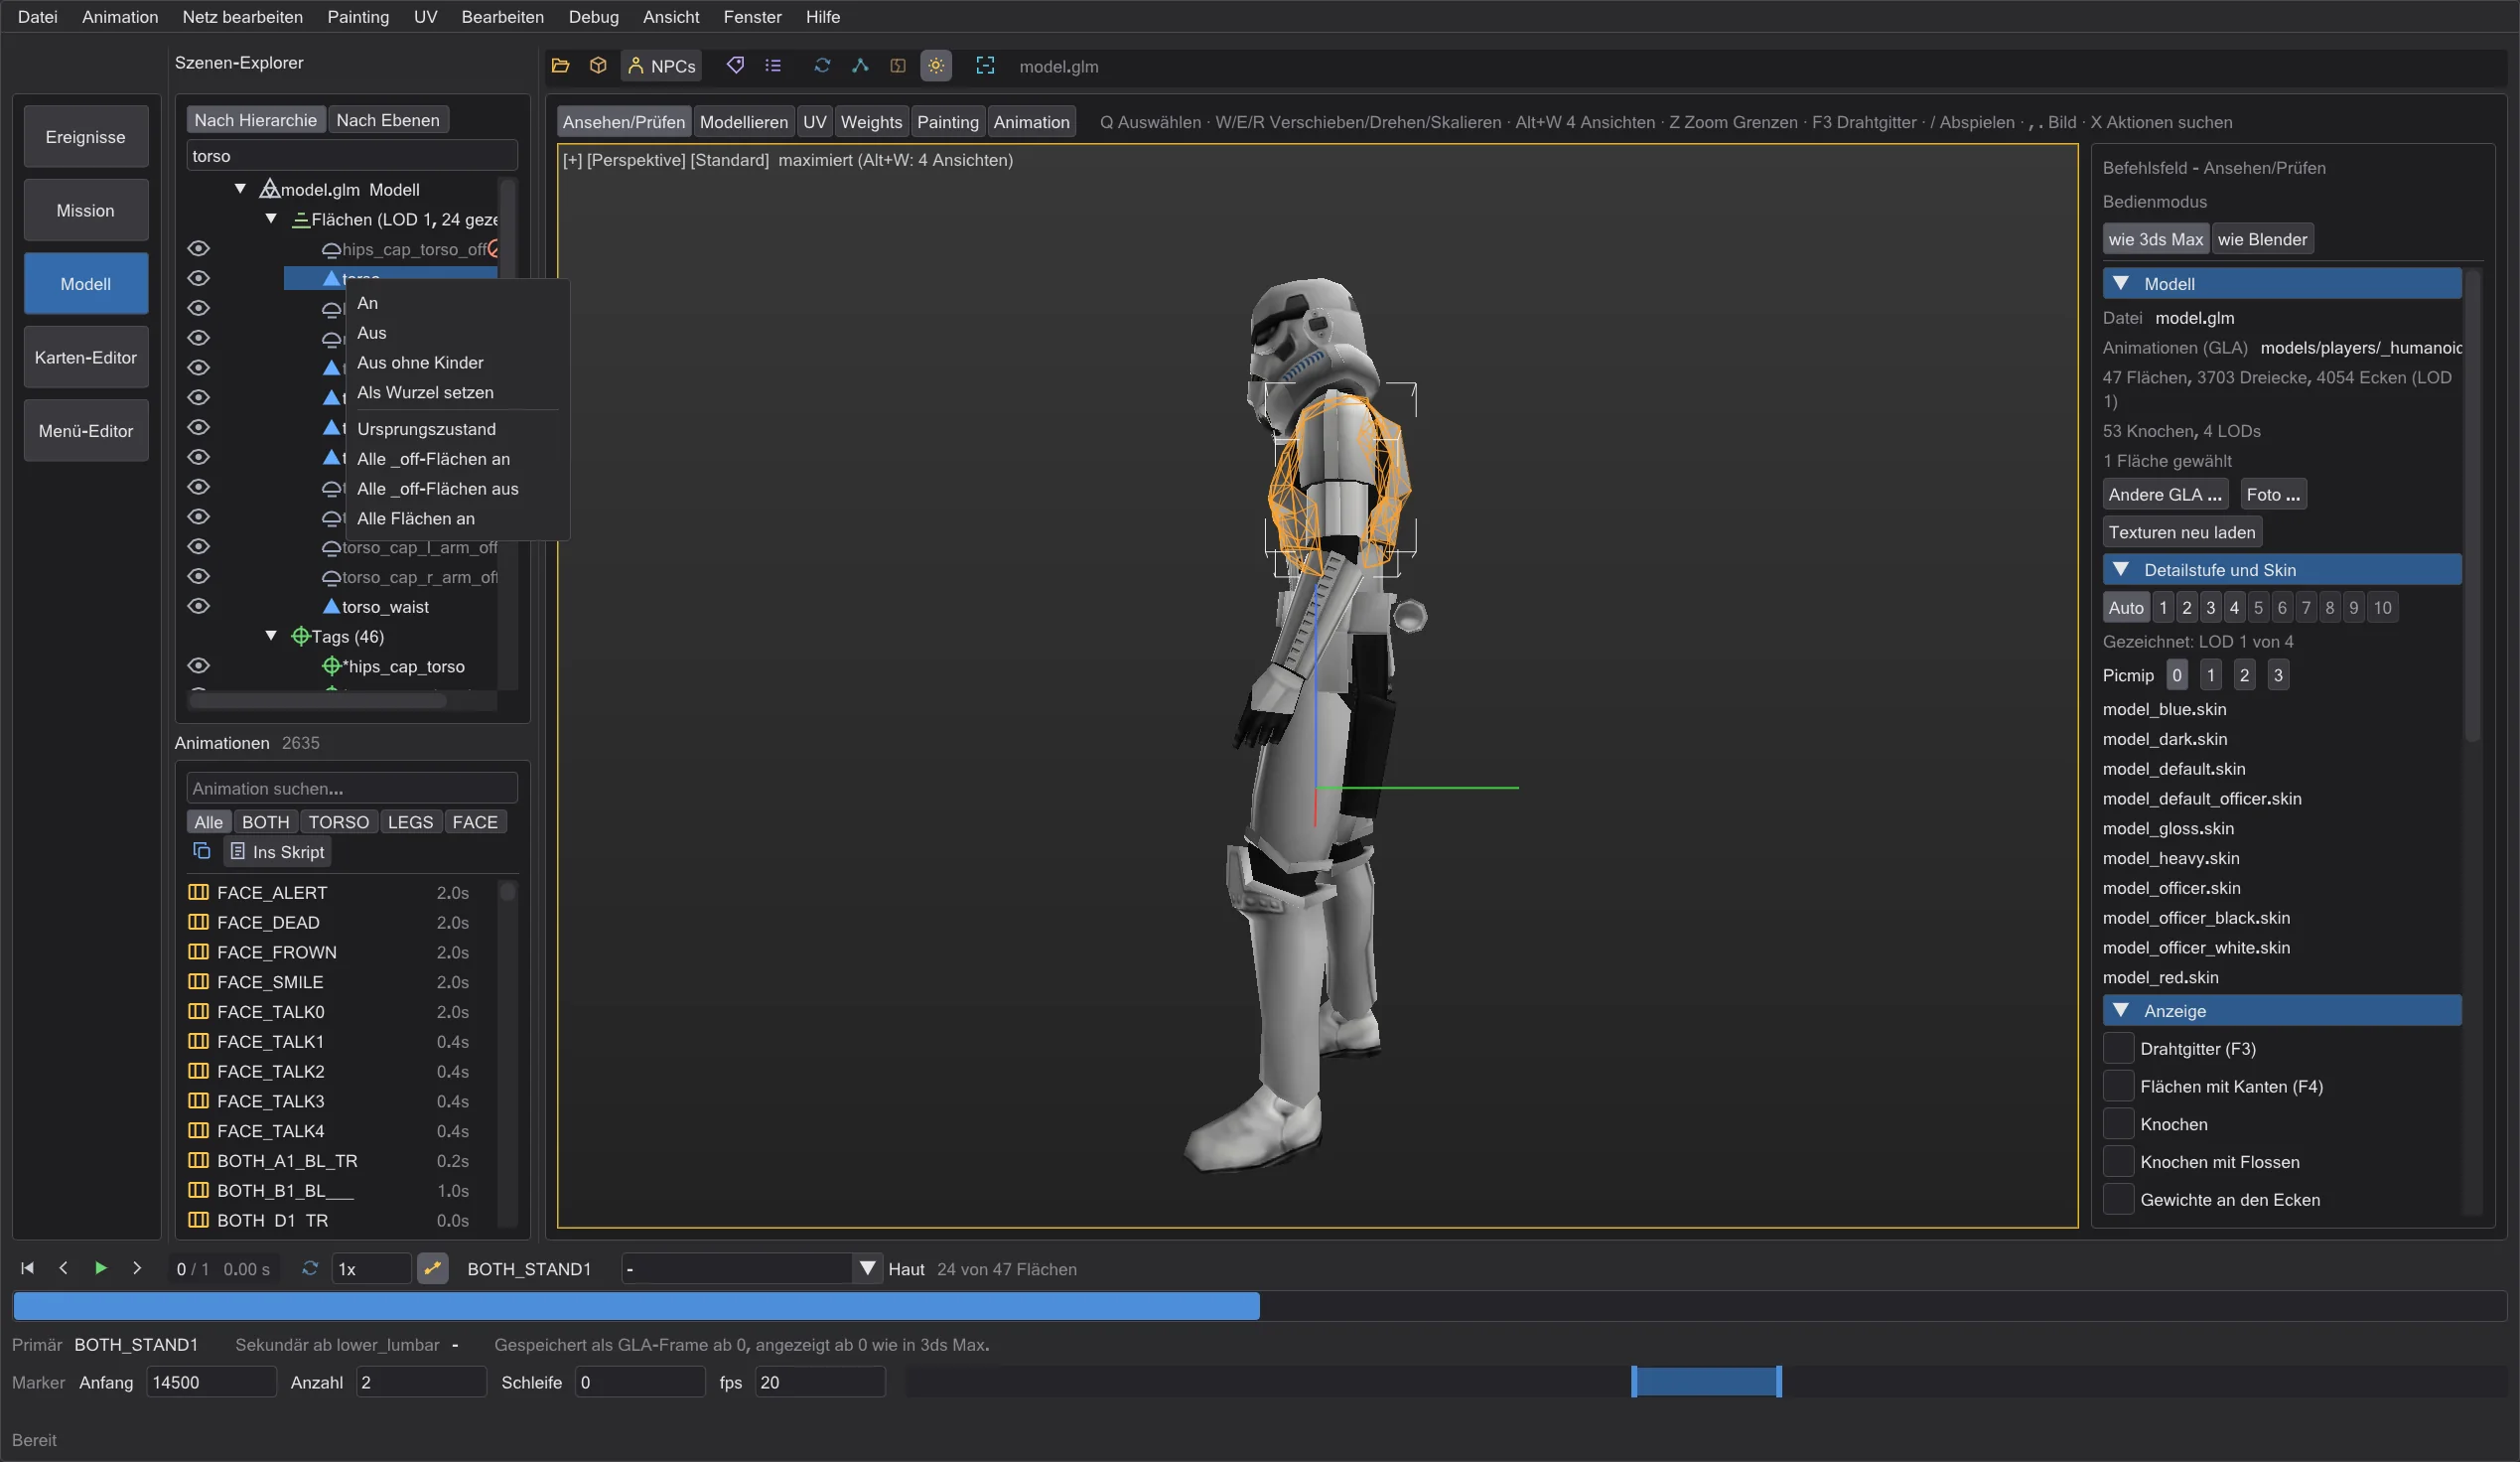 Datei Animation Netz bearbeiten Painting UV Bearbeiten Debug Ansicht Fenster Hilfe
Szenen-Explorer
NPCs model.glm
Ereignisse
Mission
Modell
Karten-Editor
Menü-Editor
Nach Hierarchie Nach Ebenen
torso
model.glm Modell
Flächen (LOD 1, 24 geze
hips_cap_torso_off
torso
An
Aus
Aus ohne Kinder
Als Wurzel setzen
Ursprungszustand
Alle _off-Flächen an
Alle _off-Flächen aus
Alle Flächen an
torso_cap_l_arm_off
torso_cap_r_arm_off
torso_waist
Tags (46)
*hips_cap_torso
Animationen 2635
Animation suchen...
Alle BOTH TORSO LEGS FACE
Ins Skript
FACE_ALERT 2.0s
FACE_DEAD 2.0s
FACE_FROWN 2.0s
FACE_SMILE 2.0s
FACE_TALK0 2.0s
FACE_TALK1 0.4s
FACE_TALK2 0.4s
FACE_TALK3 0.4s
FACE_TALK4 0.4s
BOTH_A1_BL_TR 0.2s
BOTH_B1_BL___ 1.0s
BOTH_D1_TR 0.0s
Ansehen/Prüfen Modellieren UV Weights Painting Animation Q Auswählen · W/E/R Verschieben/Drehen/Skalieren · Alt+W 4 Ansichten · Z Zoom Grenzen · F3 Drahtgitter · / Abspielen · , . Bild · X Aktionen suchen
[+] [Perspektive] [Standard] maximiert (Alt+W: 4 Ansichten)
Befehlsfeld - Ansehen/Prüfen
Bedienmodus
wie 3ds Max wie Blender
Modell
Datei model.glm
Animationen (GLA) models/players/_humanoid
47 Flächen, 3703 Dreiecke, 4054 Ecken (LOD
1)
53 Knochen, 4 LODs
1 Fläche gewählt
Andere GLA ... Foto ...
Texturen neu laden
Detailstufe und Skin
Auto 1 2 3 4 5 6 7 8 9 10
Gezeichnet: LOD 1 von 4
Picmip 0 1 2 3
model_blue.skin
model_dark.skin
model_default.skin
model_default_officer.skin
model_gloss.skin
model_heavy.skin
model_officer.skin
model_officer_black.skin
model_officer_white.skin
model_red.skin
Anzeige
Drahtgitter (F3)
Flächen mit Kanten (F4)
Knochen
Knochen mit Flossen
Gewichte an den Ecken
0 / 1 0.00 s 1x BOTH_STAND1 - Haut 24 von 47 Flächen
Primär BOTH_STAND1 Sekundär ab lower_lumbar - Gespeichert als GLA-Frame ab 0, angezeigt ab 0 wie in 3ds Max.
Marker Anfang 14500 Anzahl 2 Schleife 0 fps 20
Bereit